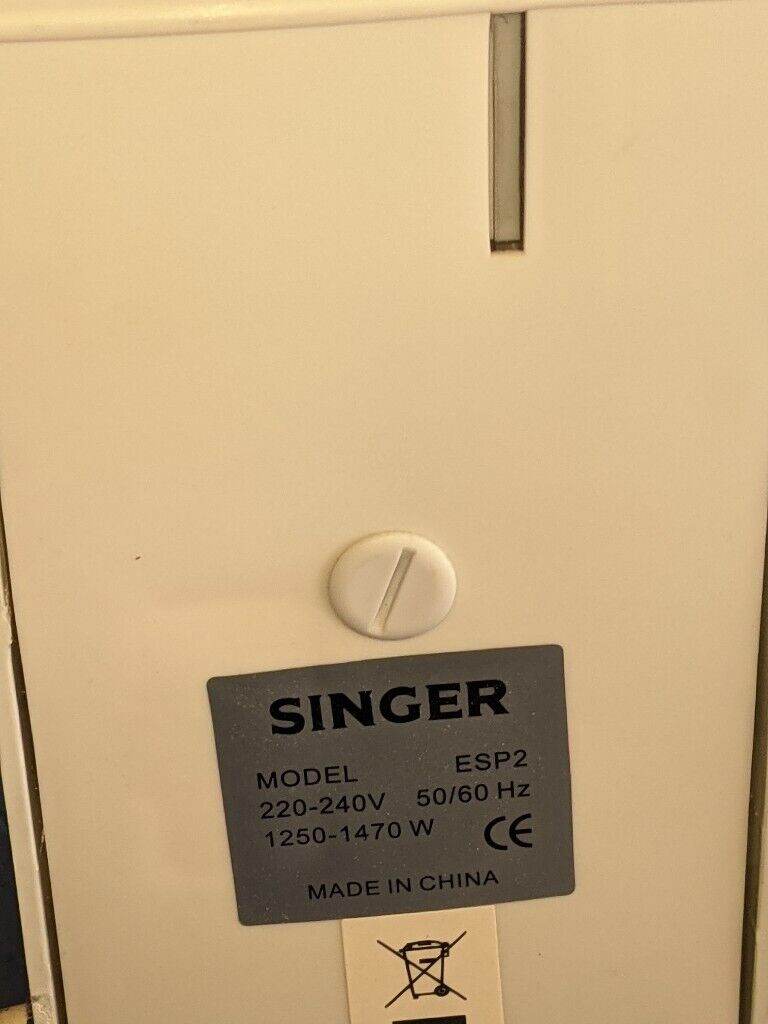 SINGER
MODEL ESP2
220-240V 50/60 Hz
1250-1470 W CE
MADE IN CHINA